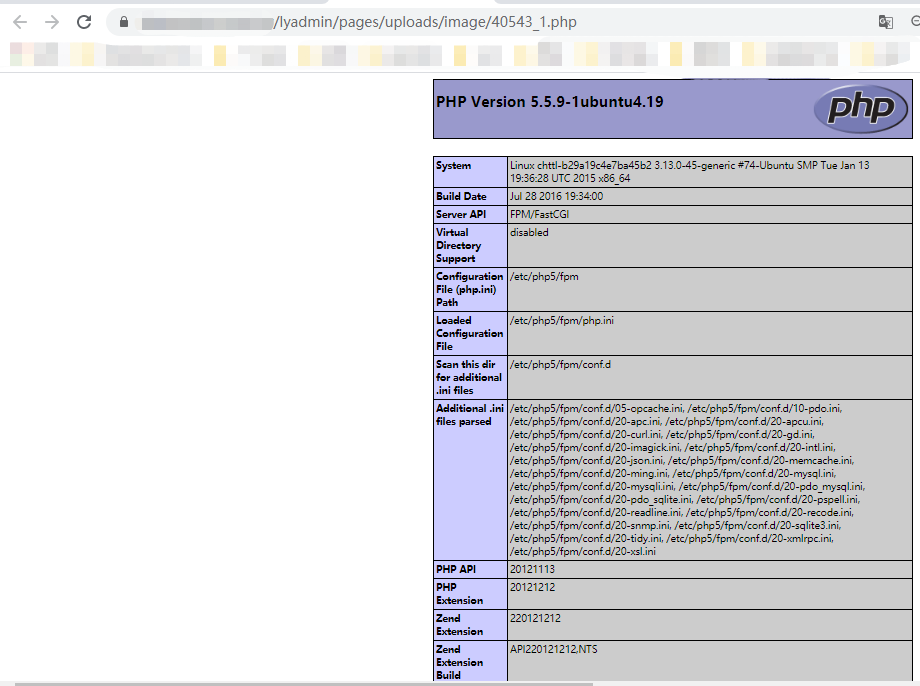 /lyadmin/pages/uploads/image/40543_1.php
PHP Version 5.5.9-1ubuntu4.19
php
System
Linux chttl-b29a19c4e7ba45b2 3.13.0-45-generic #74-Ubuntu SMP Tue Jan 13
19:36:28 UTC 2015 x86_64
Build Date
Jul 28 2016 19:34:00
Server API
FPM/FastCGI
Virtual
Directory
Support
disabled
Configuration
File (php.ini)
Path
/etc/php5/fpm
Loaded
Configuration
File
/etc/php5/fpm/php.ini
Scan this dir
for additional
.ini files
/etc/php5/fpm/conf.d
Additional .ini
files parsed
/etc/php5/fpm/conf.d/05-opcache.ini, /etc/php5/fpm/conf.d/10-pdo.ini,
/etc/php5/fpm/conf.d/20-apc.ini, /etc/php5/fpm/conf.d/20-apcu.ini,
/etc/php5/fpm/conf.d/20-curl.ini, /etc/php5/fpm/conf.d/20-gd.ini,
/etc/php5/fpm/conf.d/20-imagick.ini, /etc/php5/fpm/conf.d/20-intl.ini,
/etc/php5/fpm/conf.d/20-json.ini, /etc/php5/fpm/conf.d/20-memcache.ini,
/etc/php5/fpm/conf.d/20-ming.ini, /etc/php5/fpm/conf.d/20-mysql.ini,
/etc/php5/fpm/conf.d/20-mysqli.ini, /etc/php5/fpm/conf.d/20-pdo_mysql.ini,
/etc/php5/fpm/conf.d/20-pdo_sqlite.ini, /etc/php5/fpm/conf.d/20-pspell.ini,
/etc/php5/fpm/conf.d/20-readline.ini, /etc/php5/fpm/conf.d/20-recode.ini,
/etc/php5/fpm/conf.d/20-snmp.ini, /etc/php5/fpm/conf.d/20-sqlite3.ini,
/etc/php5/fpm/conf.d/20-tidy.ini, /etc/php5/fpm/conf.d/20-xmlrpc.ini,
/etc/php5/fpm/conf.d/20-xsl.ini
PHP API
20121113
PHP
Extension
20121212
Zend
Extension
220121212
Zend
Extension
Build
API220121212,NTS